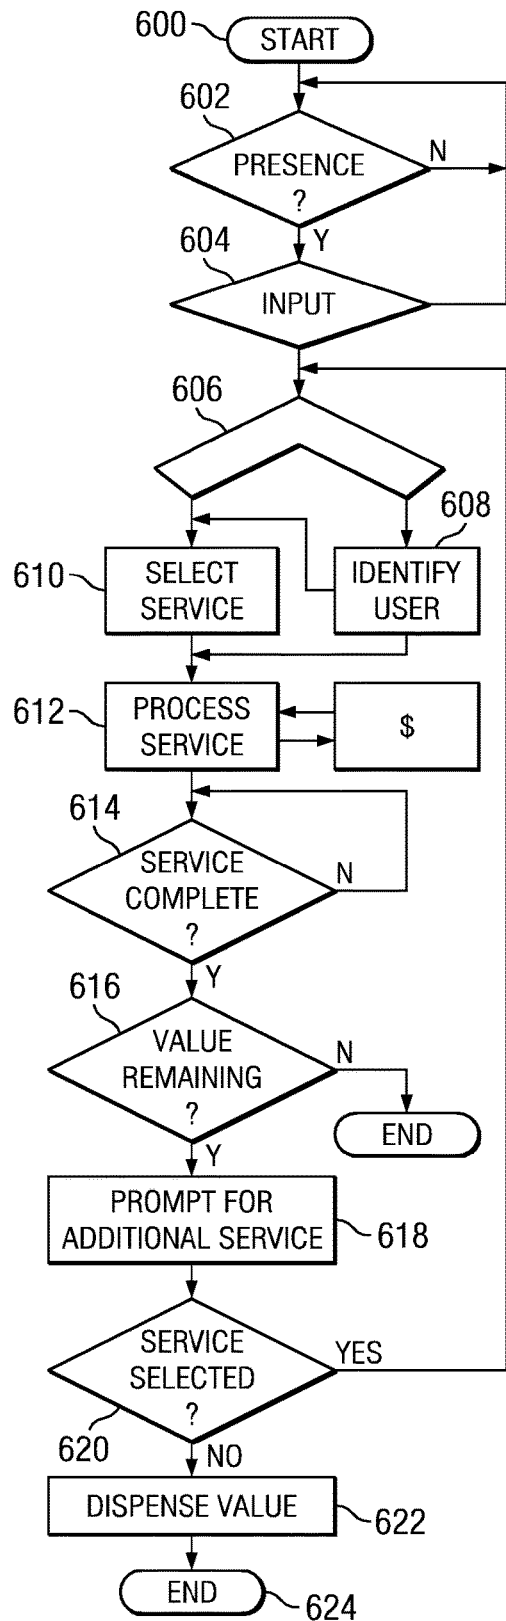 600
START
602
PRESENCE
?
N
Y
604
INPUT
606
608
610
SELECT
SERVICE
IDENTIFY
USER
612
PROCESS
SERVICE
$
614
SERVICE
COMPLETE
?
N
Y
616
VALUE
REMAINING
?
N
END
Y
PROMPT FOR
ADDITIONAL SERVICE
618
SERVICE
SELECTED
?
YES
620
NO
DISPENSE VALUE
622
END
624